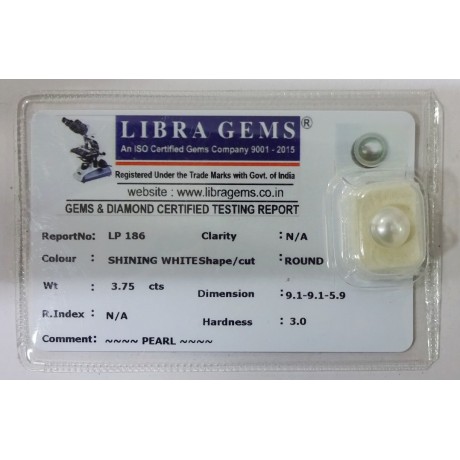 LIBRA GEMS®
An ISO Certified Gems Company 9001 - 2015
Registered Under the Trade Marks with Govt. of India
website : www.libragems.co.in
GEMS & DIAMOND CERTIFIED TESTING REPORT
ReportNo: LP 186 Clarity : N/A
Colour : SHINING WHITE Shape/cut : ROUND
Wt : 3.75 cts Dimension : 9.1-9.1-5.9
R.Index : N/A Hardness : 3.0
Comment: ~~~~ PEARL ~~~~